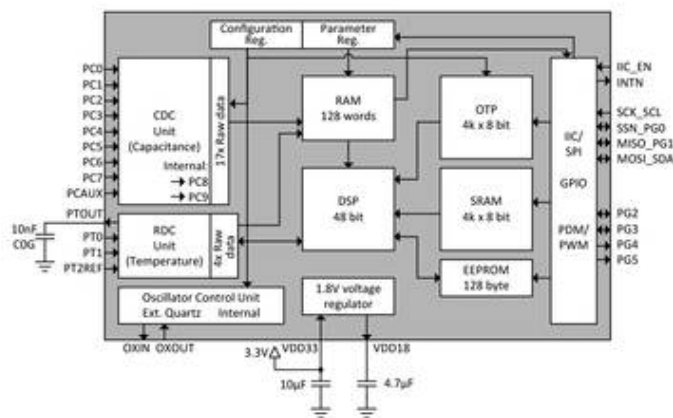 Configuration Reg.
Parameter Reg.
PC0
PC1
PC2
PC3
PC4
PC5
PC6
PC7
PCAUX
CDC
Unit
(Capacitance)
Internal:
PC8
PC9
17x Raw data
RAM
128 words
OTP
4k x 8 bit
IIC/
SPI
GPIO
PDM/
PWM
IIC_EN
INTN
SCK_SCL
SSN_PG0
MISO_PG1
MOSI_SDA
PG2
PG3
PG4
PG5
DSP
48 bit
SRAM
4k x 8 bit
EEPROM
128 byte
PTOUT
10nF
C0G
PT0
PT1
PT2REF
RDC
Unit
(Temperature)
4x Raw data
Oscillator Control Unit
Ext. Quartz Internal
OXIN OXOUT
1.8V voltage
regulator
3.3V
VDD33
VDD18
10µF
4.7µF